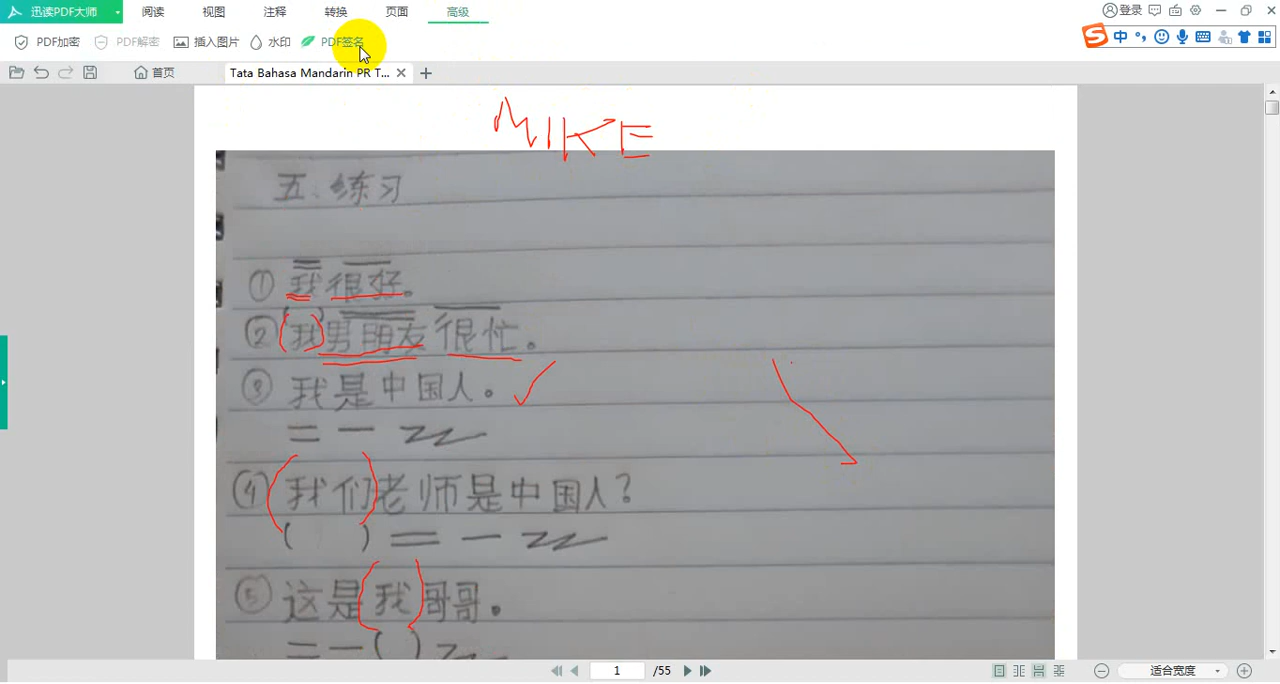 迅读PDF大师
阅读 视图 注释 转换 页面 高级
登录
PDF加密 PDF解密 插入图片 水印 PDF签名
中
首页
Tata Bahasa Mandarin PR T...
MIKE
五、练习
① 我很好。
② (我)男朋友很忙。
③ 我是中国人。
④ 我们老师是中国人?
⑤ 这是我哥哥。
1 /55
适合宽度